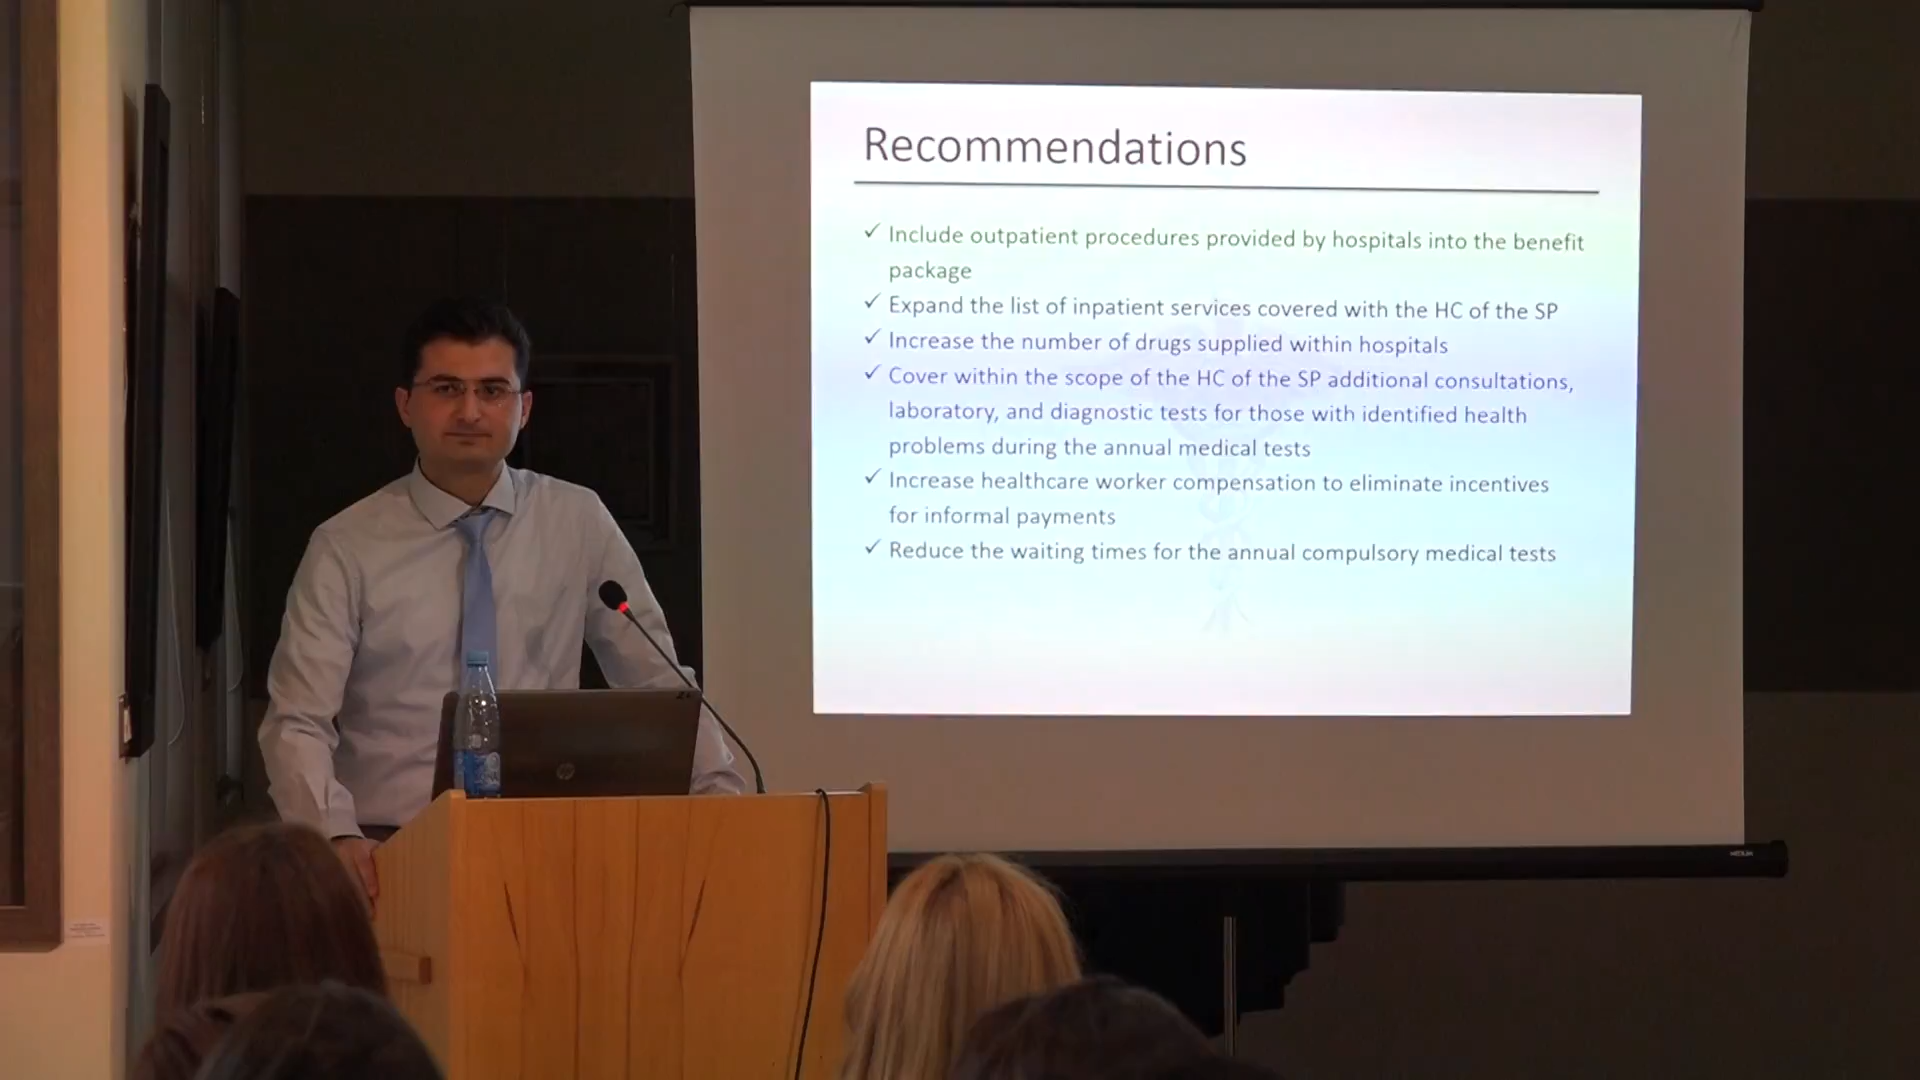 Recommendations
✓ Include outpatient procedures provided by hospitals into the benefit
package
✓ Expand the list of inpatient services covered with the HC of the SP
✓ Increase the number of drugs supplied within hospitals
✓ Cover within the scope of the HC of the SP additional consultations,
laboratory, and diagnostic tests for those with identified health
problems during the annual medical tests
✓ Increase healthcare worker compensation to eliminate incentives
for informal payments
✓ Reduce the waiting times for the annual compulsory medical tests
hp